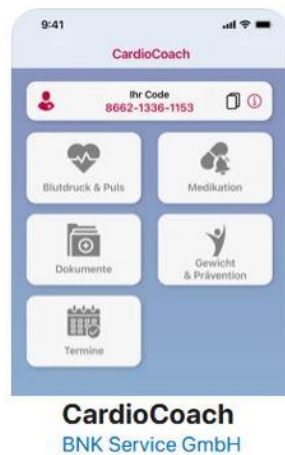 9:41
CardioCoach
Ihr Code
8662-1336-1153
Blutdruck & Puls
Medikation
Dokumente
Gewicht
& Prävention
Termine
CardioCoach
BNK Service GmbH